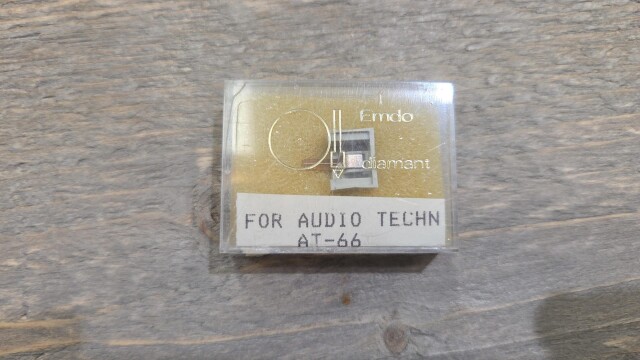 Emdo
diamant
FOR AUDIO TECHN
AT-66